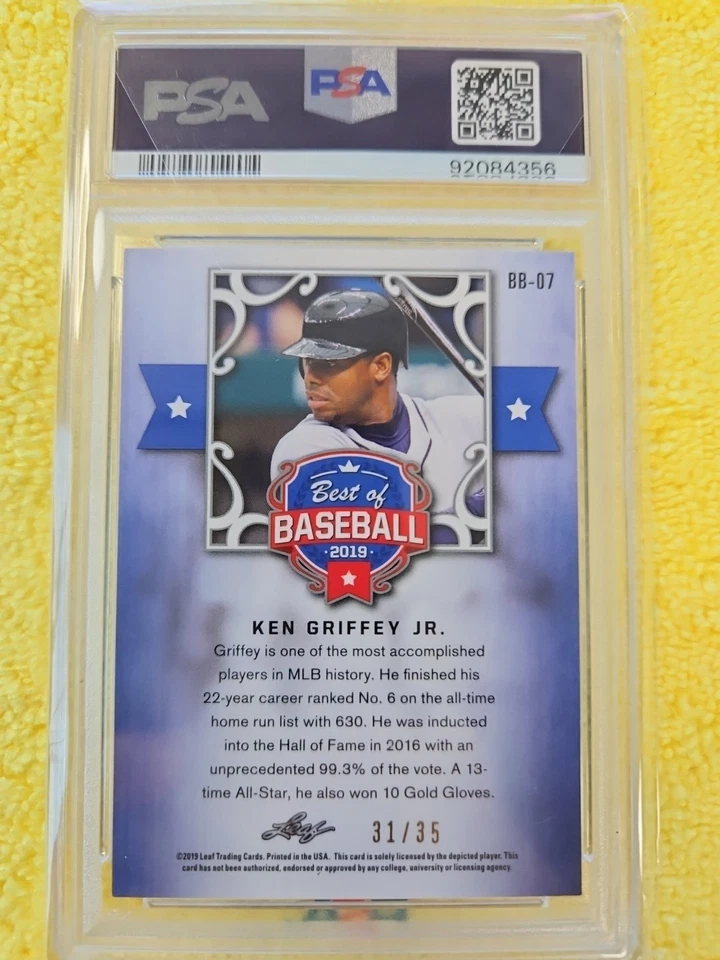 PSA
PSA
92084356
BB-07
Best of
BASEBALL
·2019·
KEN GRIFFEY JR.
Griffey is one of the most accomplished
players in MLB history. He finished his
22-year career ranked No. 6 on the all-time
home run list with 630. He was inducted
into the Hall of Fame in 2016 with an
unprecedented 99.3% of the vote. A 13-
time All-Star, he also won 10 Gold Gloves.
Leaf
31/35
©2019 Leaf Trading Cards. Printed in the USA. This card is solely licensed by the depicted player. This
card has not been authorized, endorsed or approved by any college, university or licensing agency.